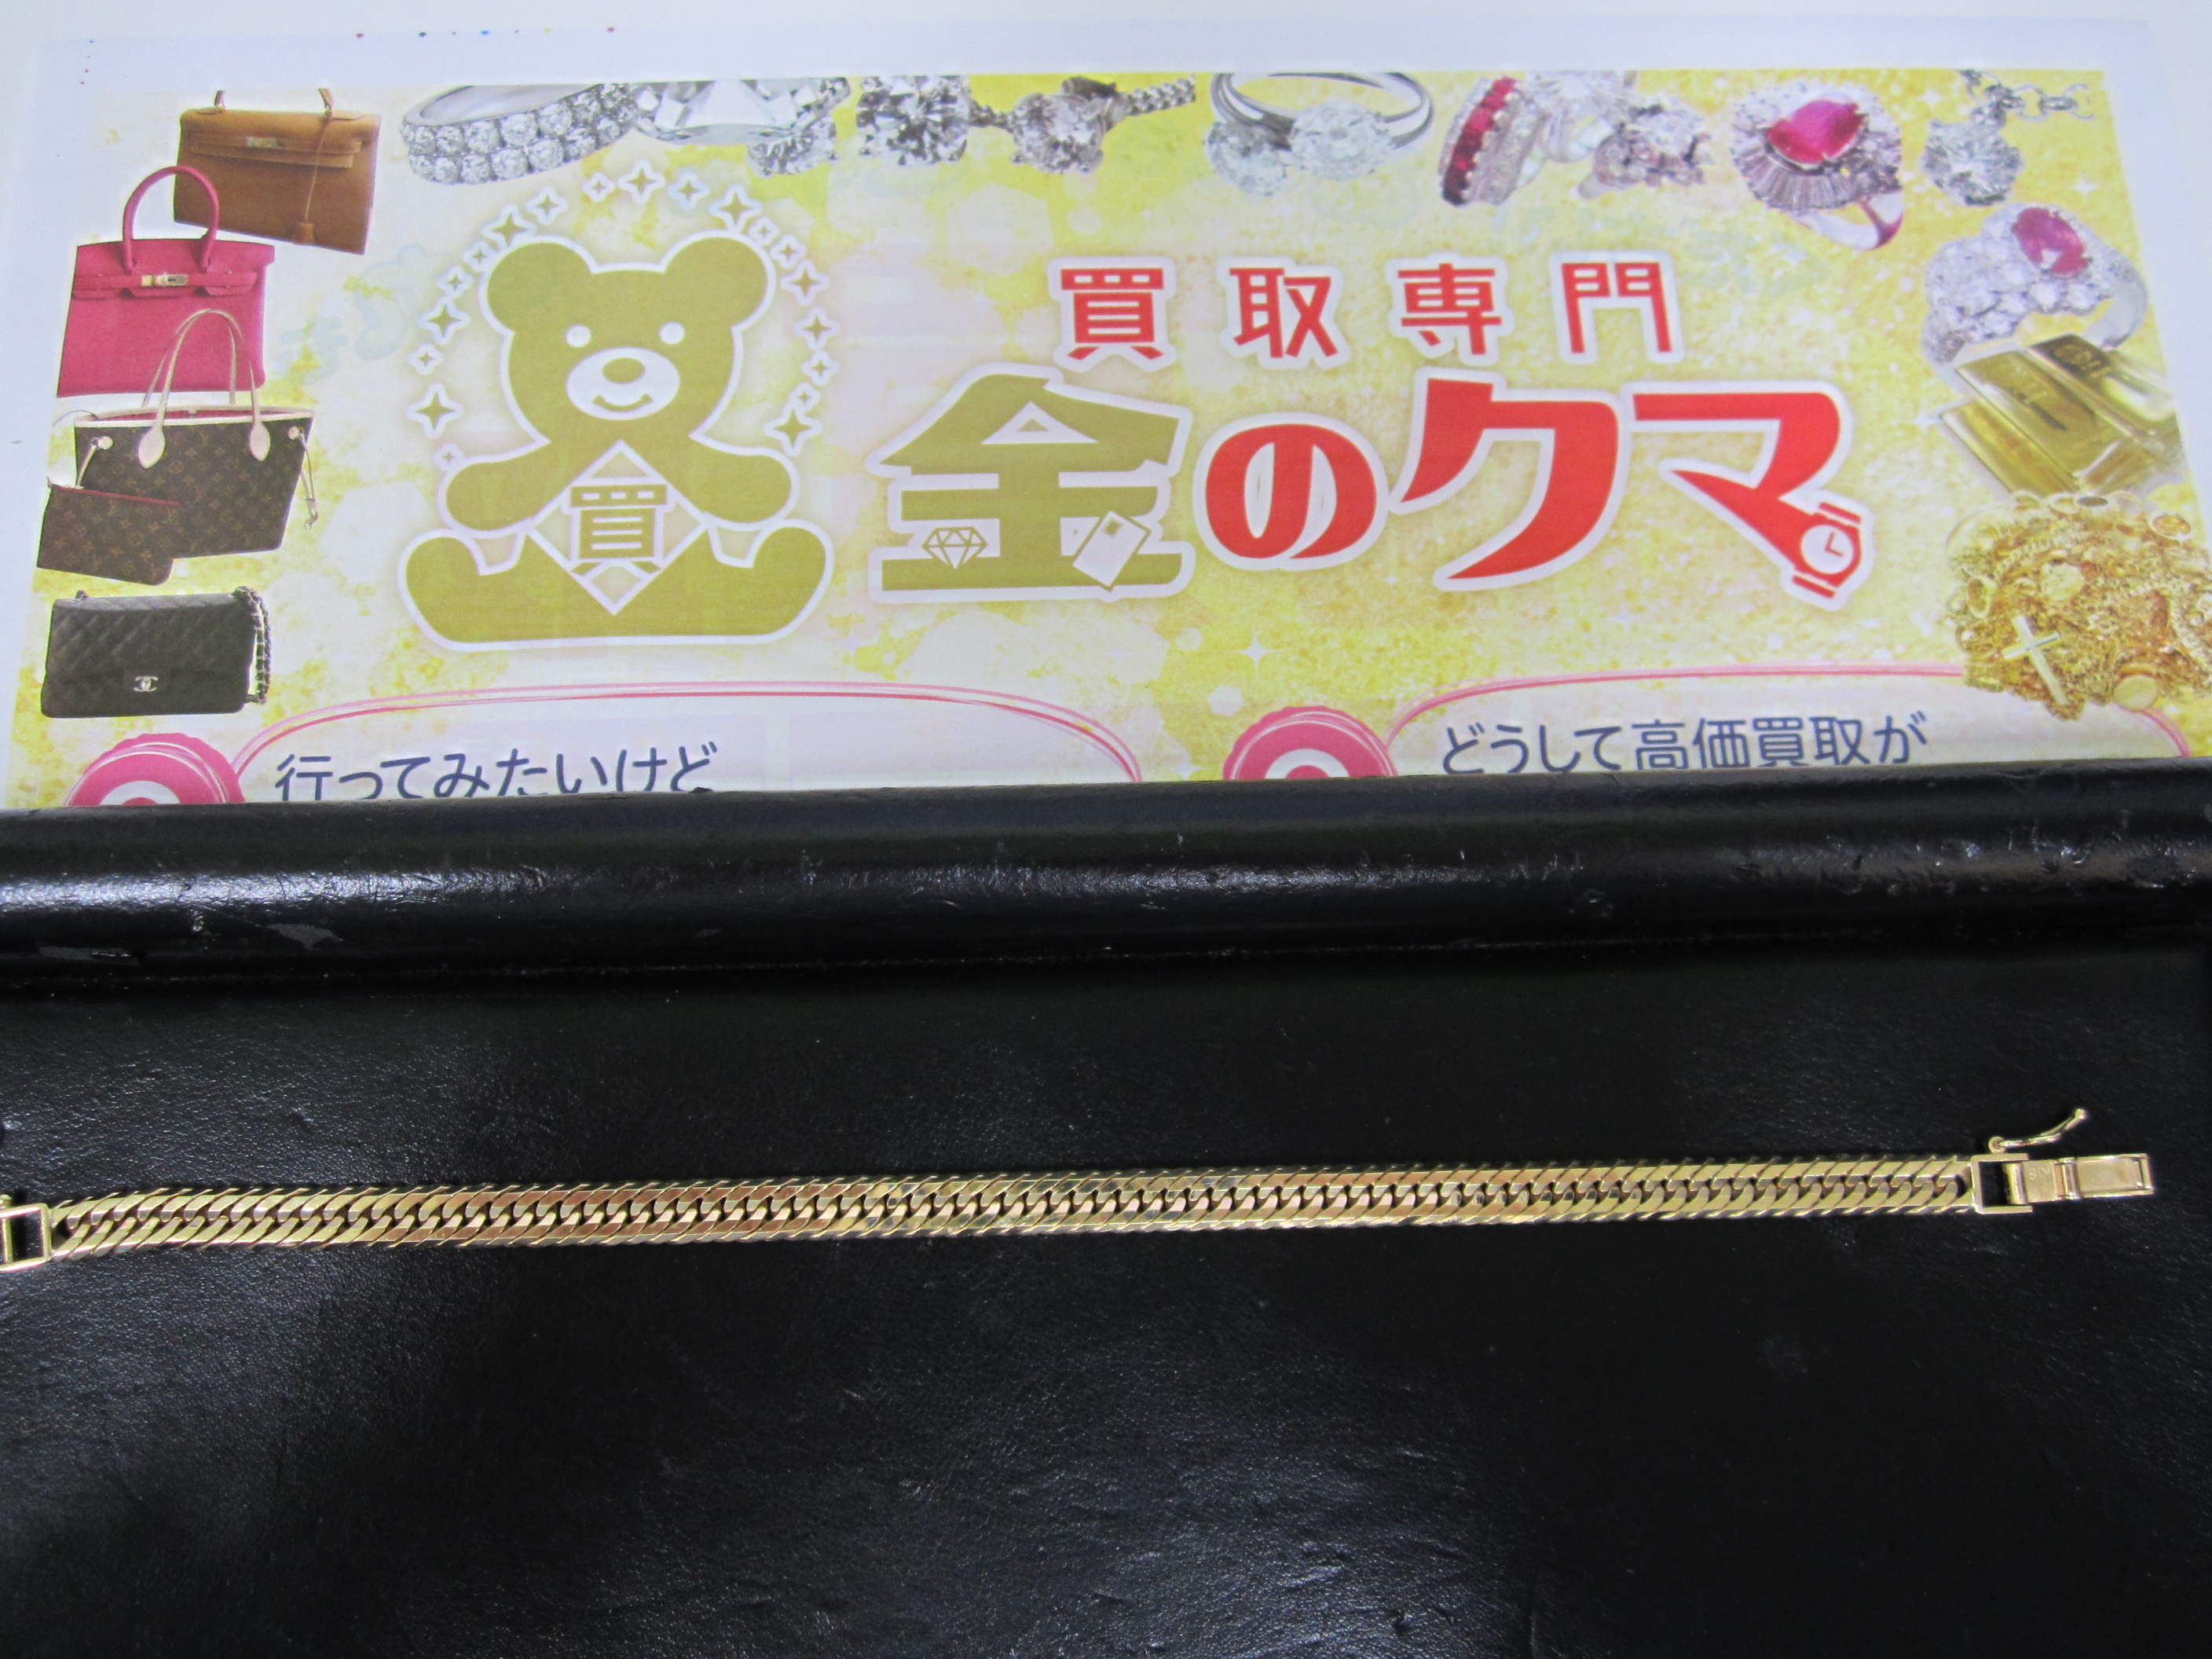 買取専門
買
金のクマ
行ってみたいけど
どうして高価買取が